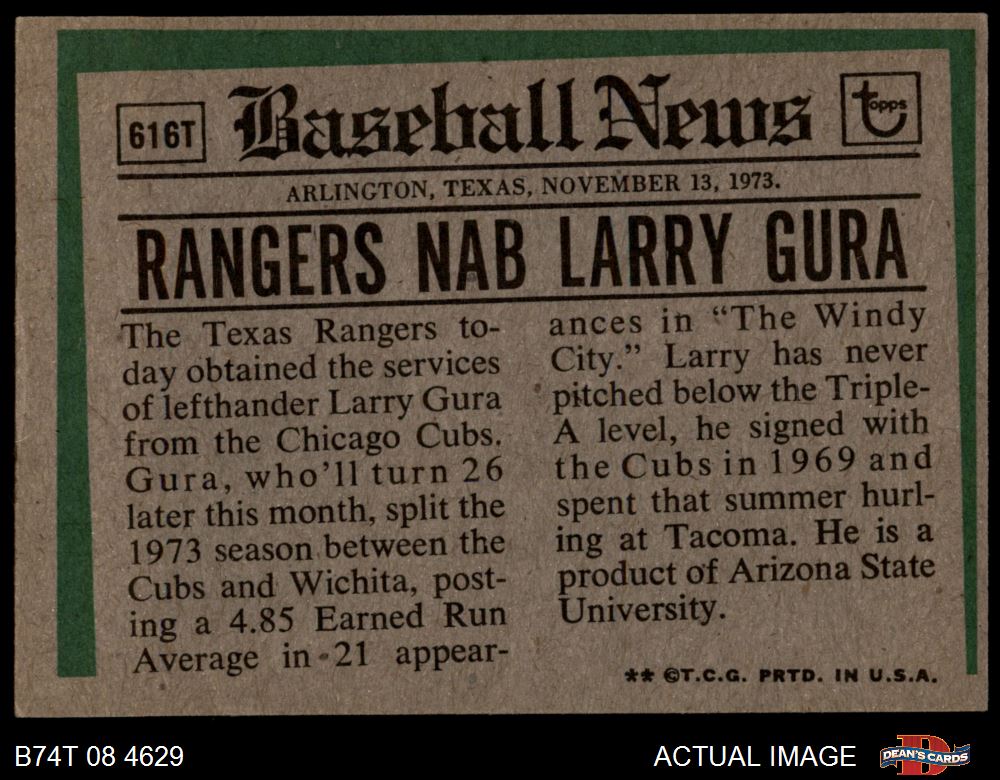 616T
Baseball News
topps
ARLINGTON, TEXAS, NOVEMBER 13, 1973.
RANGERS NAB LARRY GURA
The Texas Rangers to-
day obtained the services
of lefthander Larry Gura
from the Chicago Cubs.
Gura, who'll turn 26
later this month, split the
1973 season between the
Cubs and Wichita, post-
ing a 4.85 Earned Run
Average in 21 appear-
ances in “The Windy
City.” Larry has never
pitched below the Triple-
A level, he signed with
the Cubs in 1969 and
spent that summer hurl-
ing at Tacoma. He is a
product of Arizona State
University.
** ©T.C.G. PRTD. IN U.S.A.
B74T 08 4629
ACTUAL IMAGE
D
DEAN'S CARDS